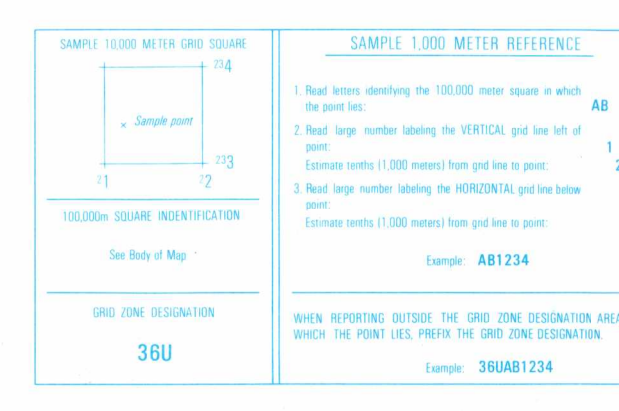 SAMPLE 10,000 METER GRID SQUARE
234
Sample point
233
21
22
100,000m SQUARE INDENTIFICATION
See Body of Map
GRID ZONE DESIGNATION
36U
SAMPLE 1,000 METER REFERENCE
1. Read letters identifying the 100,000 meter square in which
the point lies:
AB
2. Read large number labeling the VERTICAL grid line left of
point:
1
Estimate tenths (1,000 meters) from grid line to point:
2
3. Read large number labeling the HORIZONTAL grid line below
point:
Estimate tenths (1,000 meters) from grid line to point:
Example: AB1234
WHEN REPORTING OUTSIDE THE GRID ZONE DESIGNATION AREA
WHICH THE POINT LIES, PREFIX THE GRID ZONE DESIGNATION.
Example: 36UAB1234